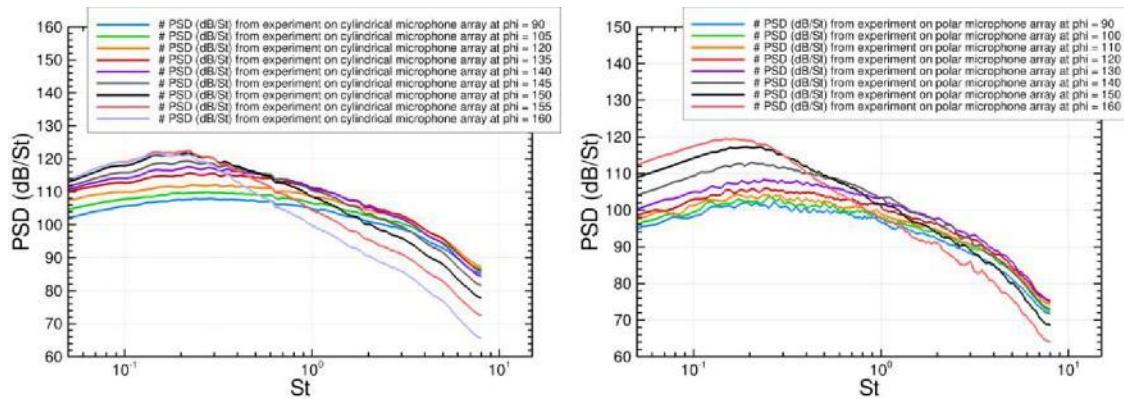 160
150
140
130
120
110
100
90
80
70
60
PSD (dB/St)
# PSD (dB/St) from experiment on cylindrical microphone array at phi = 90
# PSD (dB/St) from experiment on cylindrical microphone array at phi = 105
# PSD (dB/St) from experiment on cylindrical microphone array at phi = 120
# PSD (dB/St) from experiment on cylindrical microphone array at phi = 135
# PSD (dB/St) from experiment on cylindrical microphone array at phi = 140
# PSD (dB/St) from experiment on cylindrical microphone array at phi = 145
# PSD (dB/St) from experiment on cylindrical microphone array at phi = 150
# PSD (dB/St) from experiment on cylindrical microphone array at phi = 155
# PSD (dB/St) from experiment on cylindrical microphone array at phi = 160
10⁻¹ 10⁰ 10¹
St
150
140
130
120
110
100
90
80
70
60
PSD (dB/St)
# PSD (dB/St) from experiment on polar microphone array at phi = 90
# PSD (dB/St) from experiment on polar microphone array at phi = 100
# PSD (dB/St) from experiment on polar microphone array at phi = 110
# PSD (dB/St) from experiment on polar microphone array at phi = 120
# PSD (dB/St) from experiment on polar microphone array at phi = 130
# PSD (dB/St) from experiment on polar microphone array at phi = 140
# PSD (dB/St) from experiment on polar microphone array at phi = 150
# PSD (dB/St) from experiment on polar microphone array at phi = 160
10⁻¹ 10⁰ 10¹
St